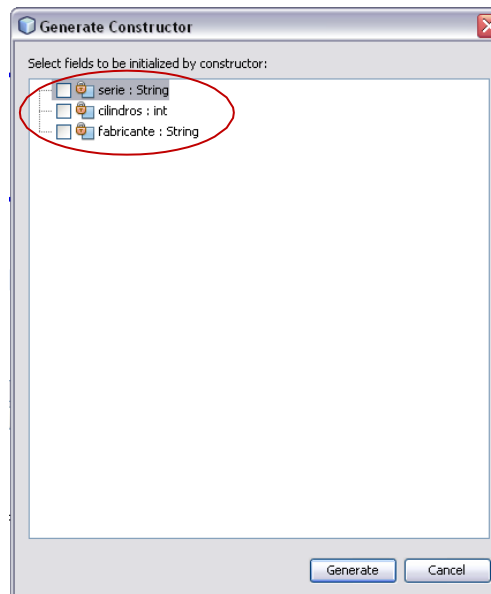 Generate Constructor
Select fields to be initialized by constructor:
serie : String
cilindros : int
fabricante : String
Generate Cancel